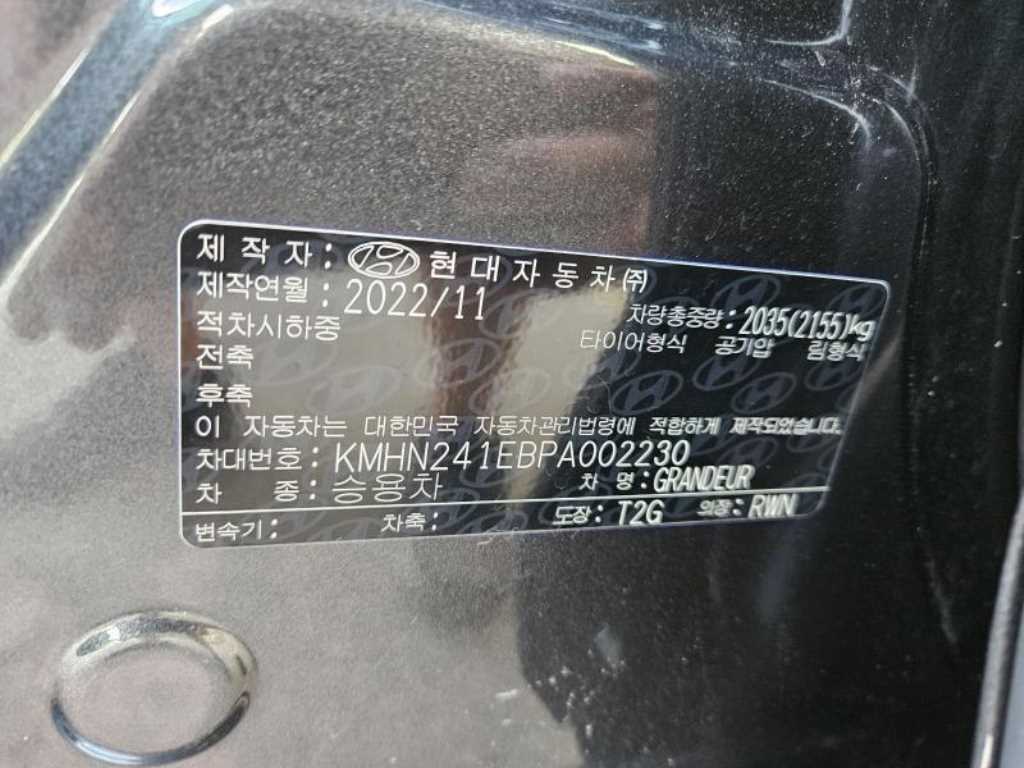 제 작 자 : 현 대 자 동 차 ㈜
제작연월 : 2022/11
차량총중량 : 2035(2155)kg
적차시하중 타이어형식 공기압 림형식
전축
후축
이 자동차는 대한민국 자동차관리법령에 적합하게 제작되었습니다.
차대번호 : KMHN241EBPA002230
차 종 : 승용차 차 명 : GRANDEUR
변속기 : 차축 : 도장 : T2G 외장 : RWN